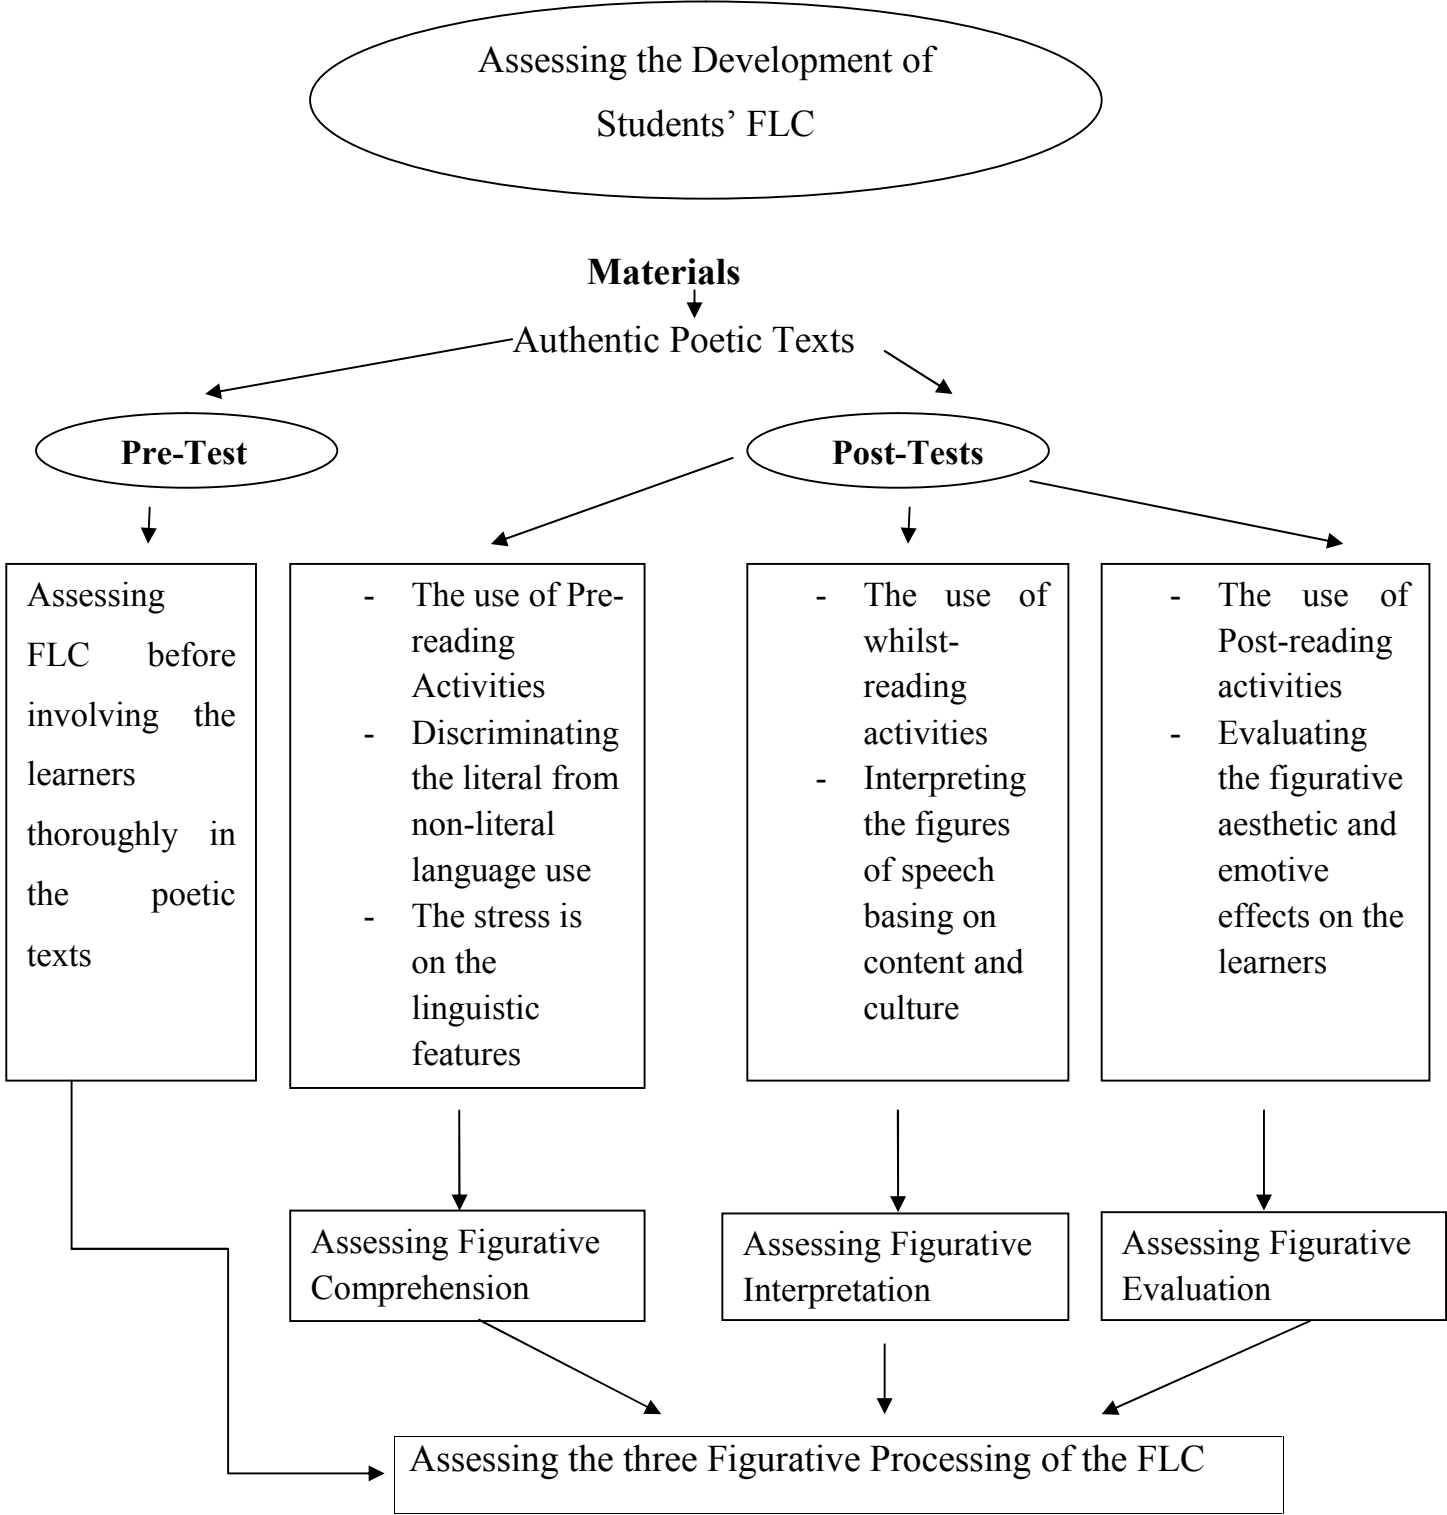 Assessing the Development of
Students’ FLC
Materials
Authentic Poetic Texts
Pre-Test
Post-Tests
Assessing
FLC before
involving the
learners
thoroughly in
the poetic
texts
- The use of Pre-
reading
Activities
- Discriminating
the literal from
non-literal
language use
- The stress is
on the
linguistic
features
- The use of
whilst-
reading
activities
- Interpreting
the figures
of speech
basing on
content and
culture
- The use of
Post-reading
activities
- Evaluating
the figurative
aesthetic and
emotive
effects on the
learners
Assessing Figurative
Comprehension
Assessing Figurative
Interpretation
Assessing Figurative
Evaluation
Assessing the three Figurative Processing of the FLC